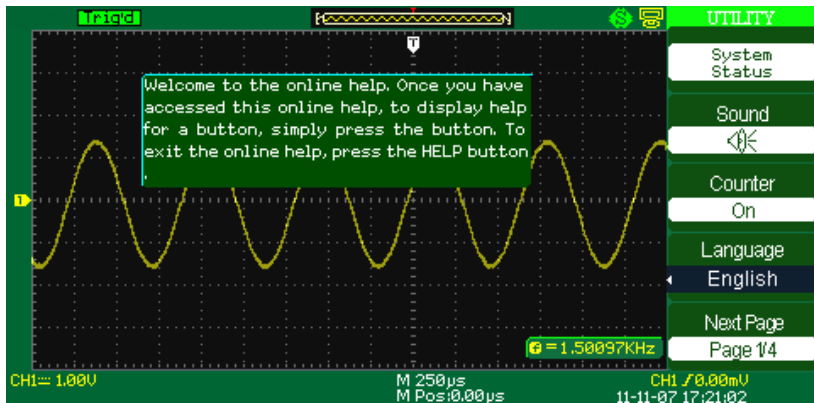 Trig'd
UTILITY
T
System
Status
Welcome to the online help. Once you have
accessed this online help, to display help
for a button, simply press the button. To
exit the online help, press the HELP button
.
Sound
Counter
On
1
Language
English
Next Page
Page 1/4
f = 1.50097KHz
CH1 1.00V
M 250µs
M Pos:0.00µs
CH1 0.00mV
11-11-07 17:21:02